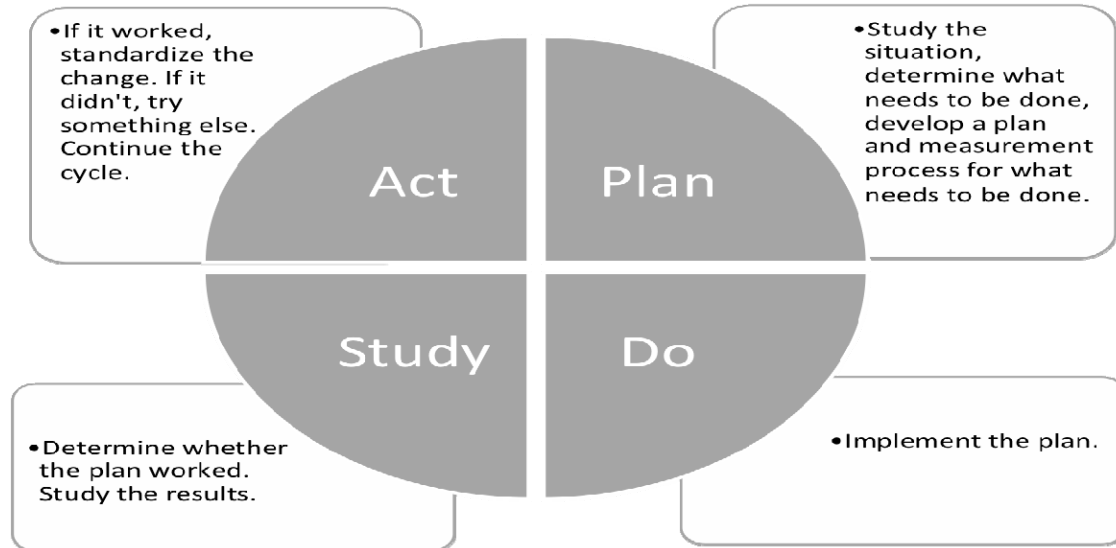 •If it worked,
standardize the
change. If it
didn't, try
something else.
Continue the
cycle.
Act
Plan
•Study the
situation,
determine what
needs to be done,
develop a plan
and measurement
process for what
needs to be done.
Study
•Determine whether
the plan worked.
Study the results.
Do
•Implement the plan.